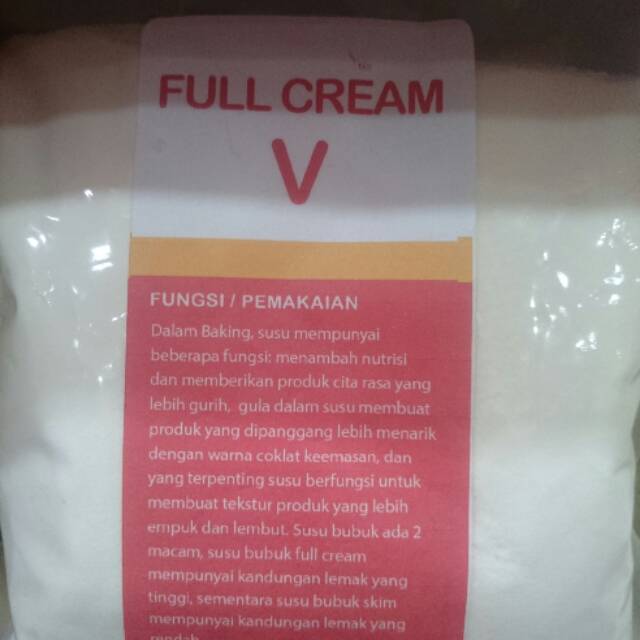 FULL CREAM
V
FUNGSI / PEMAKAIAN
Dalam Baking, susu mempunyai
beberapa fungsi: menambah nutrisi
dan memberikan produk cita rasa yang
lebih gurih, gula dalam susu membuat
produk yang dipanggang lebih menarik
dengan warna coklat keemasan, dan
yang terpenting susu berfungsi untuk
membuat tekstur produk yang lebih
empuk dan lembut. Susu bubuk ada 2
macam, susu bubuk full cream
mempunyai kandungan lemak yang
tinggi, sementara susu bubuk skim
mempunyai kandungan lemak yang
rendah